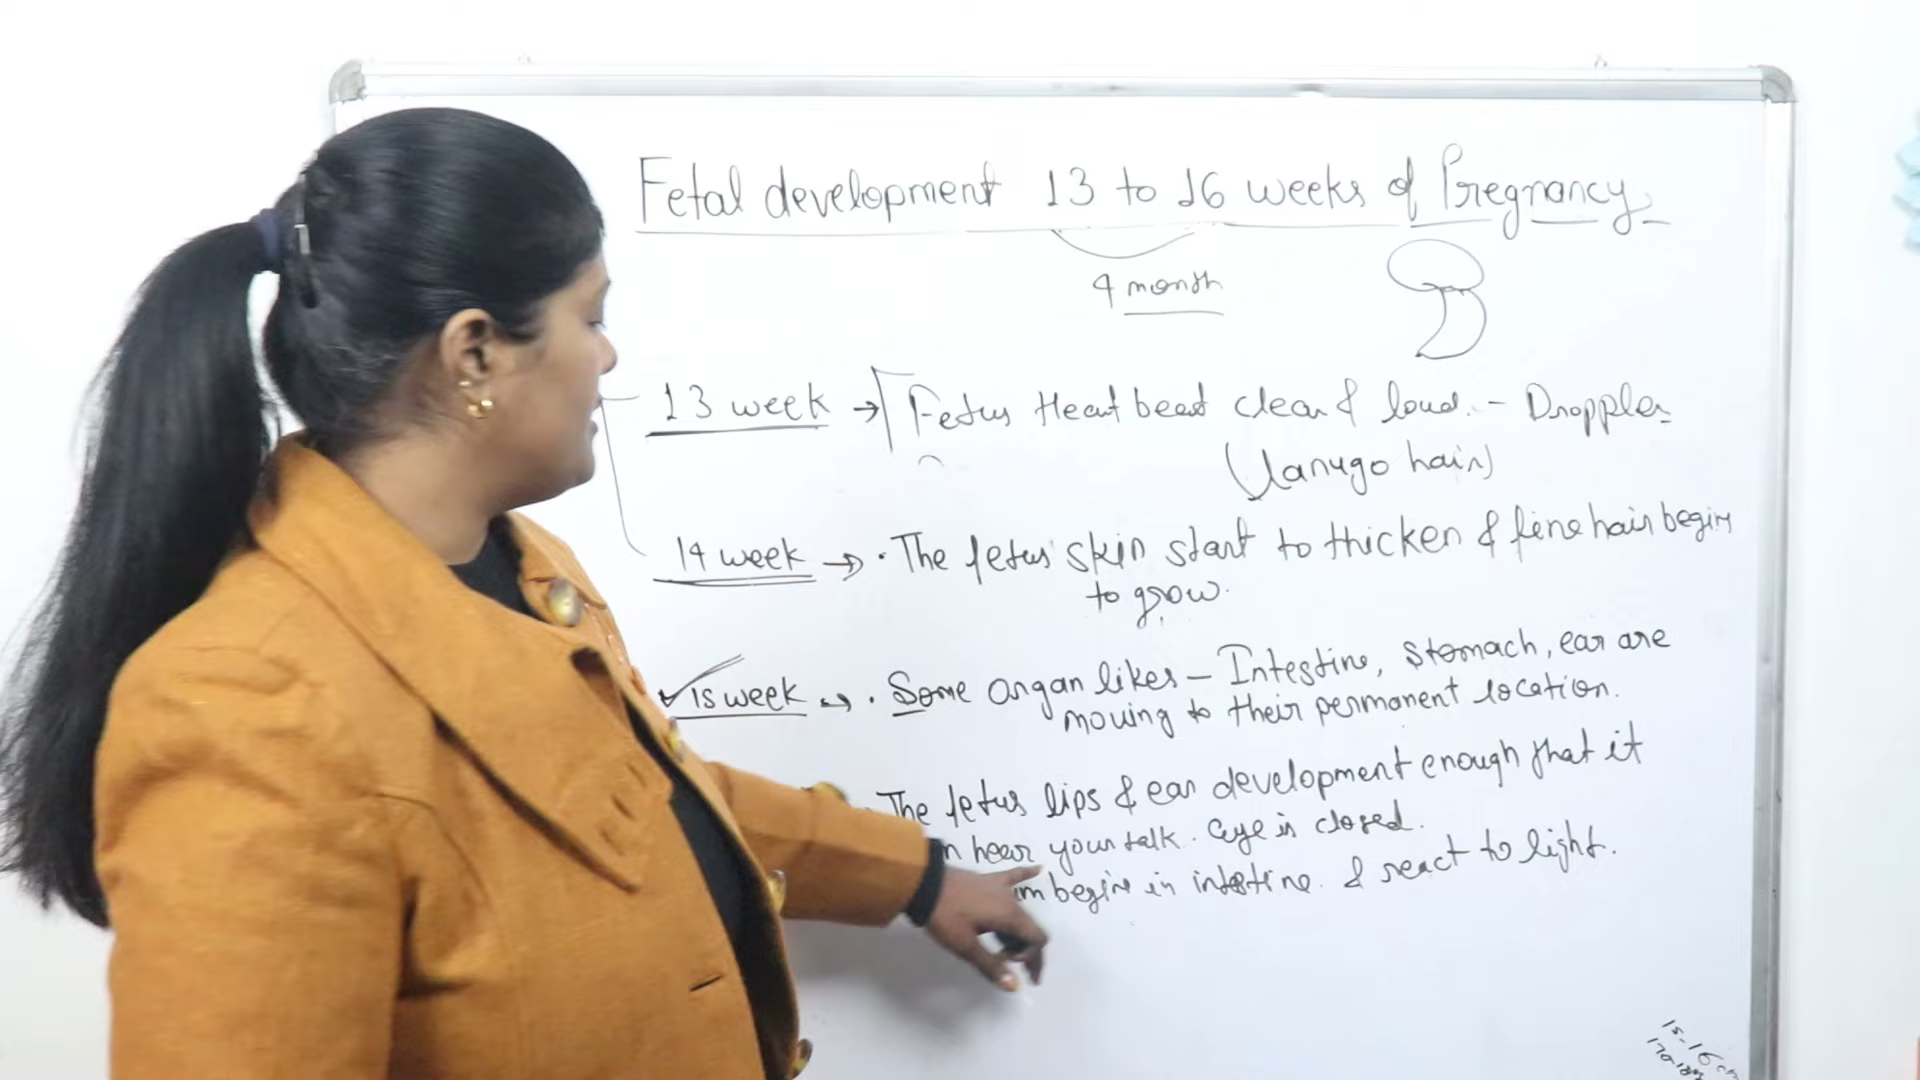 Fetal development 13 to 16 weeks of Pregnancy
4 month
13 week → Fetus Heart beat clear & loud. - Droppler
(lanugo hair)
14 week → · The fetus skin start to thicken & fine hair begin
to grow.
✓ 15 week → · Some organ likes - Intestine, stomach, ear are
moving to their permanent location.
The fetus lips & ear development enough that it
hear your talk. eye is closed.
begin in intestine. & react to light.
15-16 cm